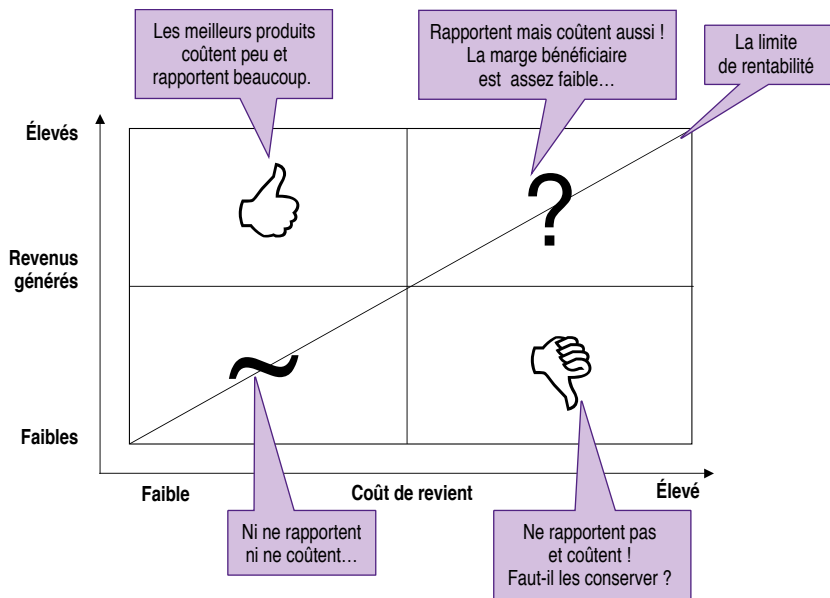 Les meilleurs produits
coûtent peu et
rapportent beaucoup.
Rapportent mais coûtent aussi !
La marge bénéficiaire
est assez faible…
La limite
de rentabilité
Élevés
?
Revenus
générés
~
Faibles
Faible
Coût de revient
Élevé
Ni ne rapportent
ni ne coûtent…
Ne rapportent pas
et coûtent !
Faut-il les conserver ?